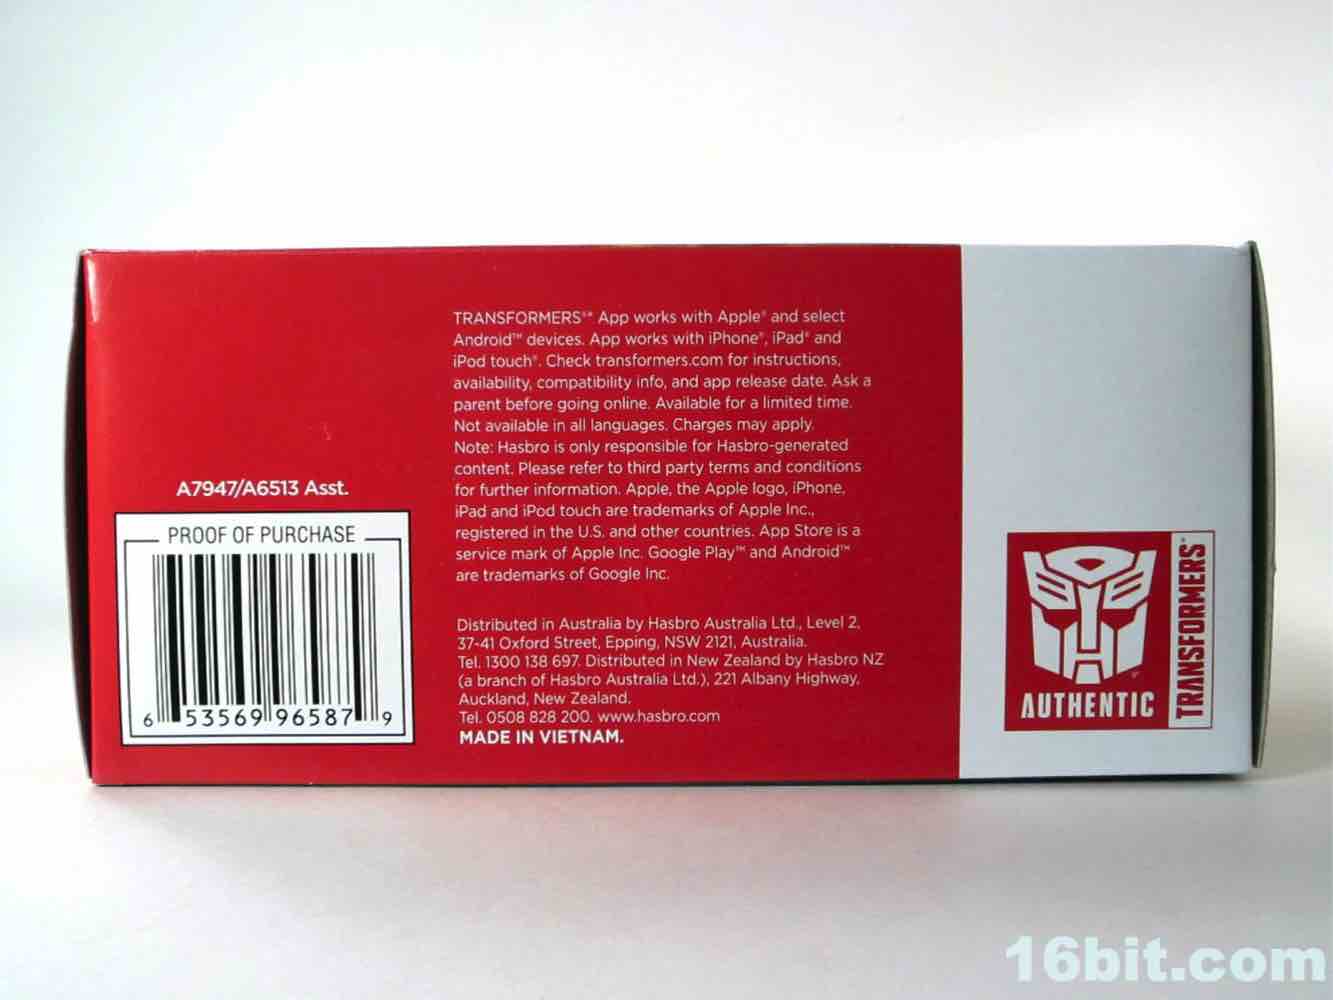 TRANSFORMERS℠* App works with Apple® and select
Android™ devices. App works with iPhone®, iPad® and
iPod touch®. Check transformers.com for instructions,
availability, compatibility info, and app release date. Ask a
parent before going online. Available for a limited time.
Not available in all languages. Charges may apply.
Note: Hasbro is only responsible for Hasbro-generated
content. Please refer to third party terms and conditions
for further information. Apple, the Apple logo, iPhone,
iPad and iPod touch are trademarks of Apple Inc.,
registered in the U.S. and other countries. App Store is a
service mark of Apple Inc. Google Play™ and Android™
are trademarks of Google Inc.
A7947/A6513 Asst.
PROOF OF PURCHASE
6 53569 96587 9
Distributed in Australia by Hasbro Australia Ltd., Level 2,
37-41 Oxford Street, Epping, NSW 2121, Australia.
Tel. 1300 138 697. Distributed in New Zealand by Hasbro NZ
(a branch of Hasbro Australia Ltd.), 221 Albany Highway,
Auckland, New Zealand.
Tel. 0508 828 200. www.hasbro.com
MADE IN VIETNAM.
AUTHENTIC
TRANSFORMERS®
16bit.com